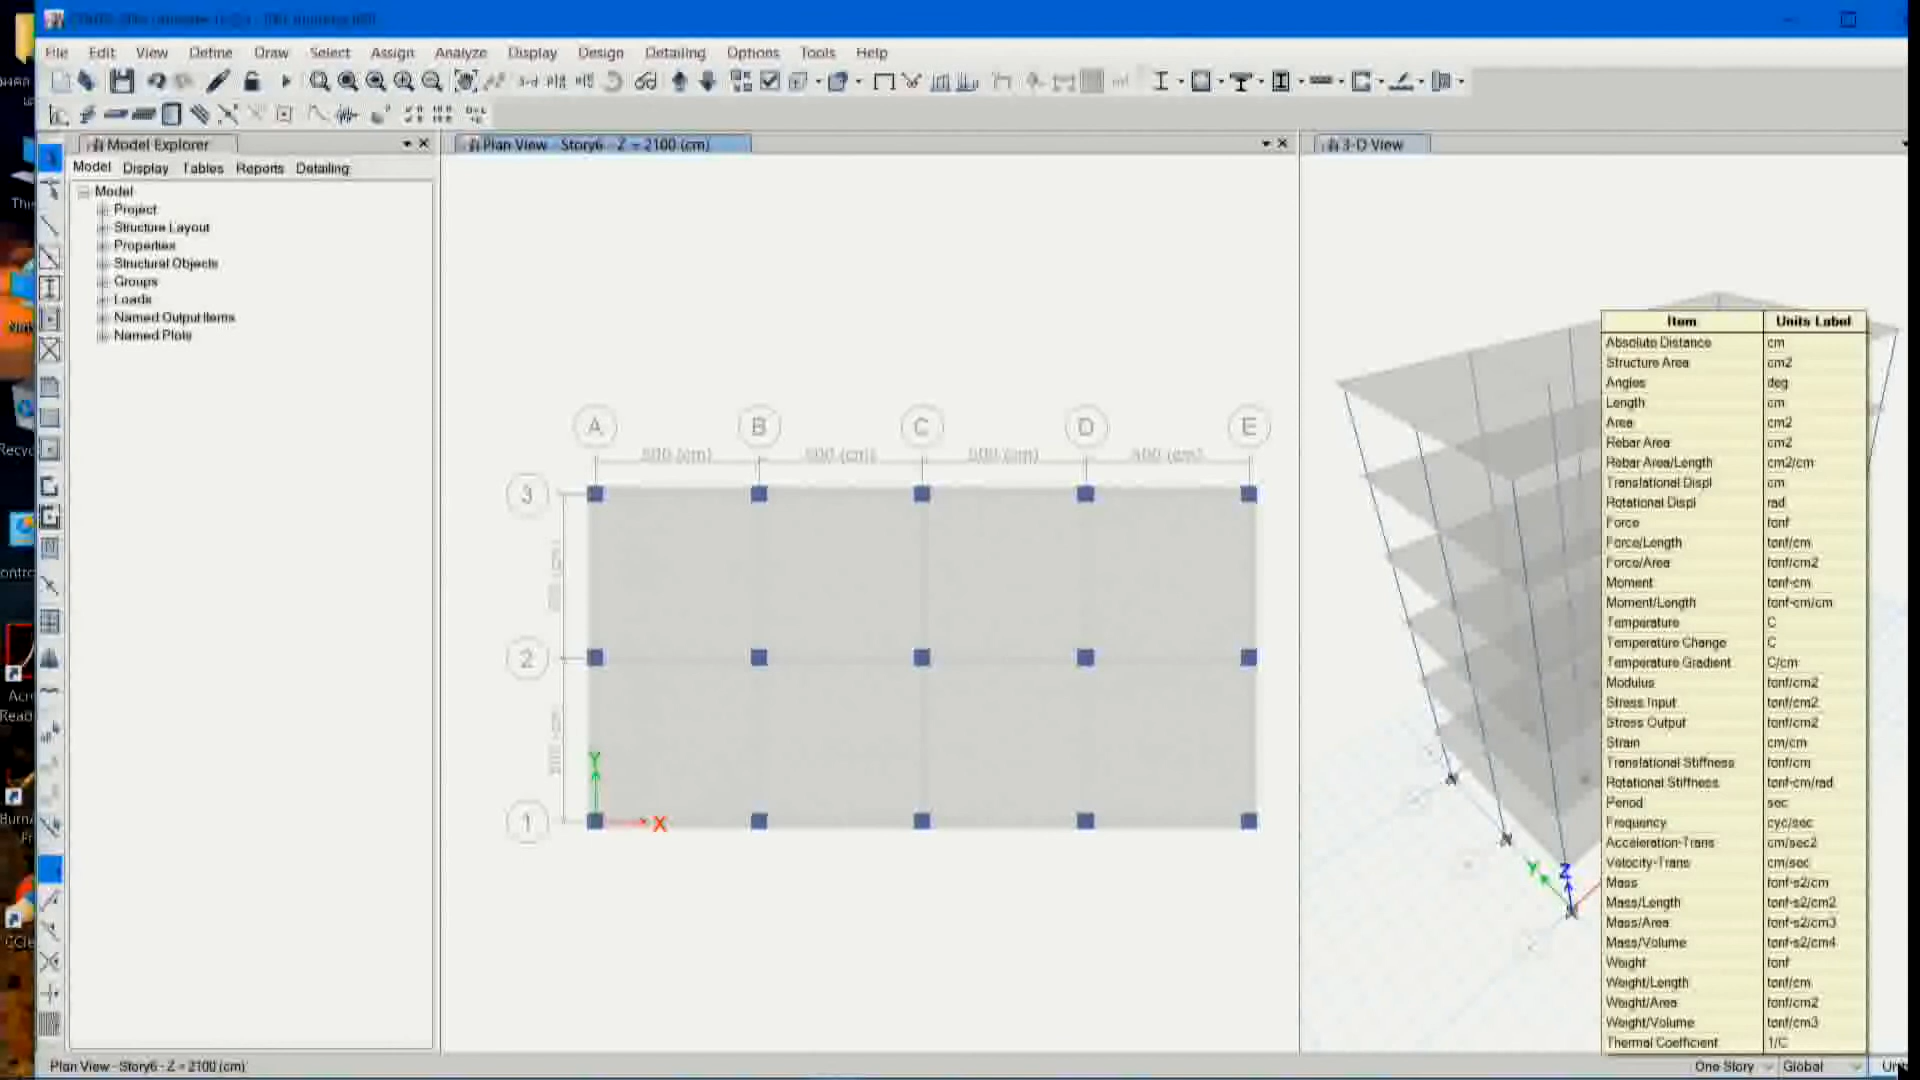 File Edit View Define Draw Select Assign Analyze Display Design Detailing Options Tools Help
Model Explorer
Plan View - Story6 - Z = 2100 (cm)
3-D View
Model Display Tables Reports Detailing
Model
Project
Structure Layout
Properties
Structural Objects
Groups
Loads
Named Output Items
Named Plots
A B C D E
3
2
1
Y
X
Y
Z
Item Units Label
Absolute Distance cm
Structure Area cm2
Angles deg
Length cm
Area cm2
Rebar Area cm2
Rebar Area/Length cm2/cm
Translational Displ cm
Rotational Displ rad
Force tonf
Force/Length tonf/cm
Force/Area tonf/cm2
Moment tonf-cm
Moment/Length tonf-cm/cm
Temperature C
Temperature Change C
Temperature Gradient C/cm
Modulus tonf/cm2
Stress Input tonf/cm2
Stress Output tonf/cm2
Strain cm/cm
Translational Stiffness tonf/cm
Rotational Stiffness tonf-cm/rad
Period sec
Frequency cyc/sec
Acceleration-Trans cm/sec2
Velocity-Trans cm/sec
Mass tonf-s2/cm
Mass/Length tonf-s2/cm2
Mass/Area tonf-s2/cm3
Mass/Volume tonf-s2/cm4
Weight tonf
Weight/Length tonf/cm
Weight/Area tonf/cm2
Weight/Volume tonf/cm3
Thermal Coefficient 1/C
Plan View - Story6 - Z = 2100 (cm)
One Story Global